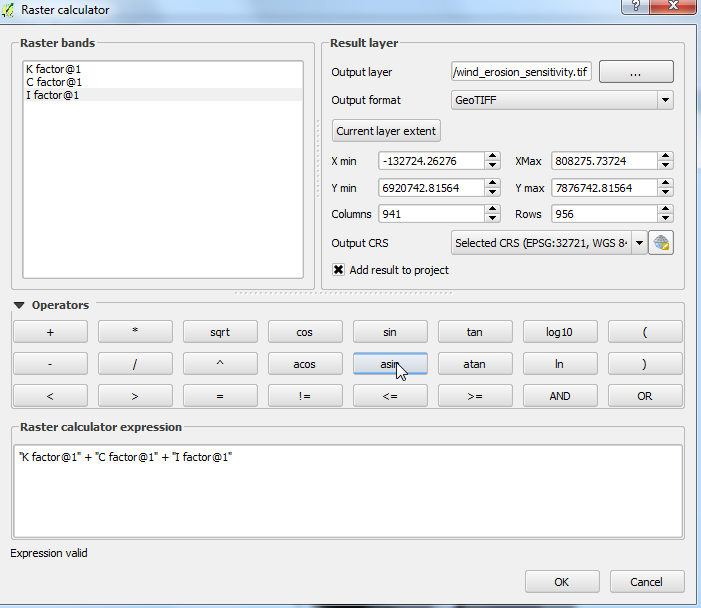 Raster calculator
?
Raster bands
K factor@1
C factor@1
I factor@1
Result layer
Output layer /wind_erosion_sensitivity.tif ...
Output format GeoTIFF
Current layer extent
X min -132724.26276 XMax 808275.73724
Y min 6920742.81564 Y max 7876742.81564
Columns 941 Rows 956
Output CRS Selected CRS (EPSG:32721, WGS 84
Add result to project
Operators
+ * sqrt cos sin tan log10 (
- / ^ acos asin atan ln )
< > = != <= >= AND OR
Raster calculator expression
"K factor@1" + "C factor@1" + "I factor@1"
Expression valid
OK Cancel